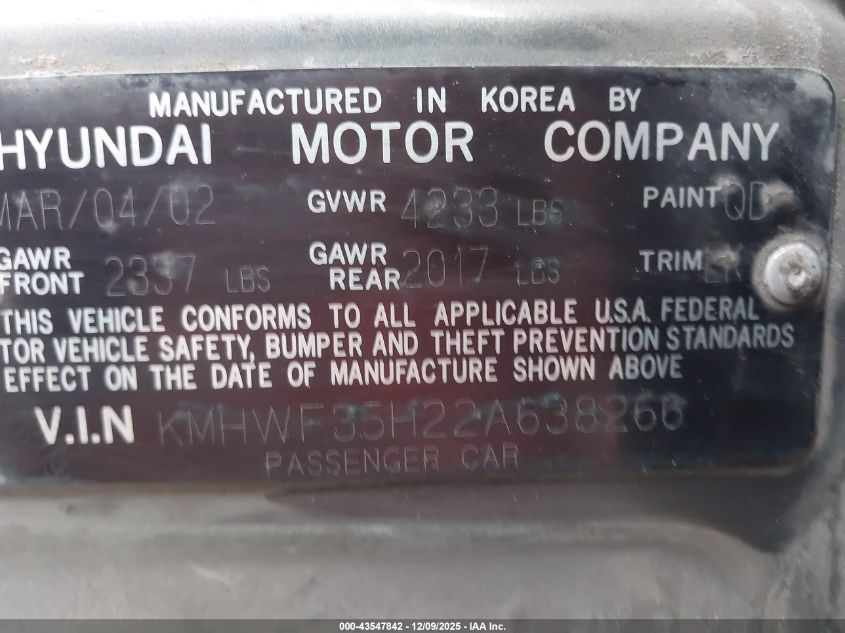 MANUFACTURED IN KOREA BY
HYUNDAI MOTOR COMPANY
MAR/04/02 GVWR 4233 LBS PAINT QD
GAWR FRONT 2337 LBS GAWR REAR 2017 LBS TRIM
THIS VEHICLE CONFORMS TO ALL APPLICABLE U.S.A. FEDERAL
TOR VEHICLE SAFETY, BUMPER AND THEFT PREVENTION STANDARDS
EFFECT ON THE DATE OF MANUFACTURE SHOWN ABOVE
V.I.N KMHWF35H22A638266
PASSENGER CAR
000-43547842 - 12/09/2025 - IAA Inc.